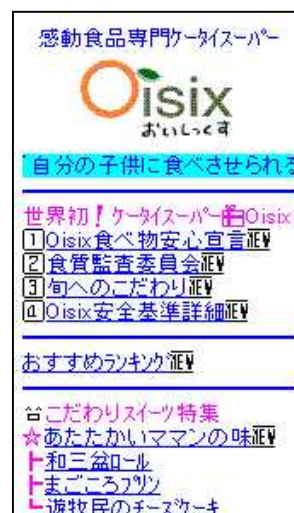 感動食品専門ｹｰﾀｲｽｰﾊﾟｰ
Oisix
おいしっくす
自分の子供に食べさせられる
世界初！ｹｰﾀｲｽｰﾊﾟｰOisix
1 Oisix食べ物安心宣言NEW
2 食質監査委員会NEW
3 旬へのこだわりNEW
4 Oisix安全基準詳細NEW
おすすめﾗﾝｷﾝｸﾞNEW
こだわりｽｲｰﾂ特集
☆あたたかいママンの味NEW
┣和三盆ﾛｰﾙ
┣まごころﾌﾟﾘﾝ
┗遊牧民のﾁｰｽﾞｹｰｷ